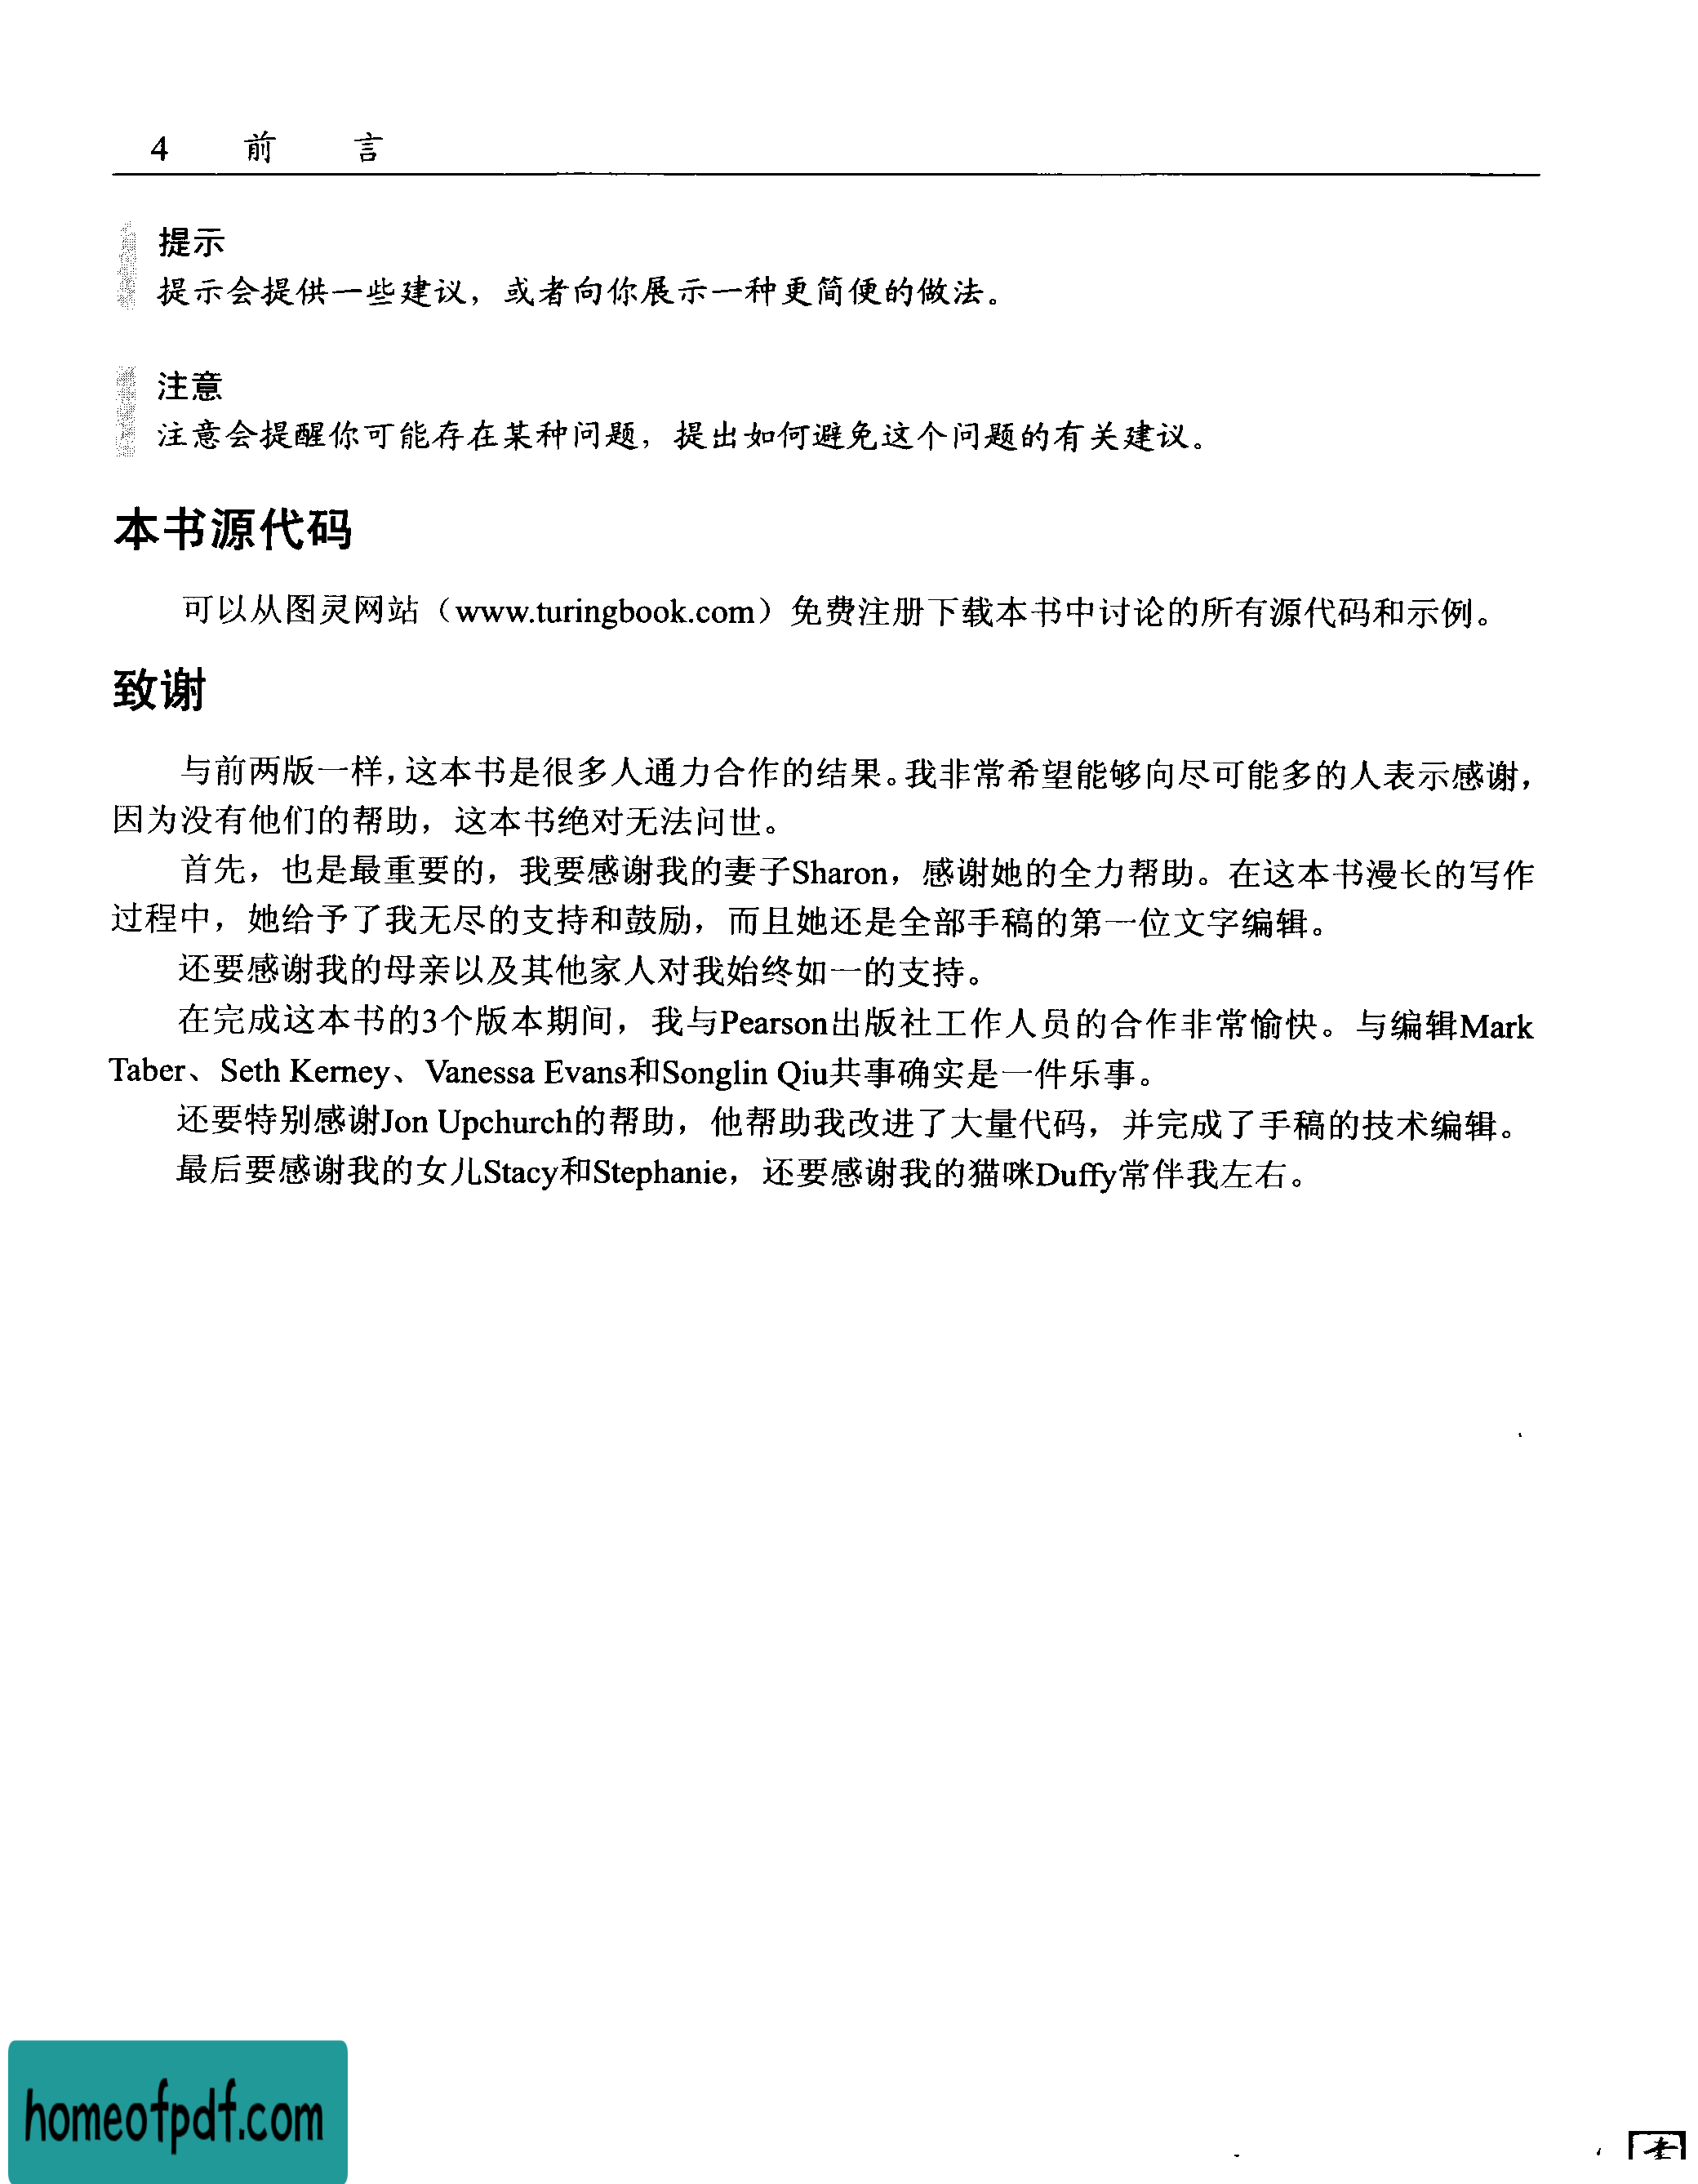 4 前 言
提示
提示会提供一些建议，或者向你展示一种更简便的做法。
注意
注意会提醒你可能存在某种问题，提出如何避免这个问题的有关建议。
本书源代码
可以从图灵网站（www.turingbook.com）免费注册下载本书中讨论的所有源代码和示例。
致谢
与前两版一样，这本书是很多人通力合作的结果。我非常希望能够向尽可能多的人表示感谢，
因为没有他们的帮助，这本书绝对无法问世。
首先，也是最重要的，我要感谢我的妻子Sharon，感谢她的全力帮助。在这本书漫长的写作
过程中，她给予了我无尽的支持和鼓励，而且她还是全部手稿的第一位文字编辑。
还要感谢我的母亲以及其他家人对我始终如一的支持。
在完成这本书的3个版本期间，我与Pearson出版社工作人员的合作非常愉快。与编辑Mark
Taber、Seth Kerney、Vanessa Evans和Songlin Qiu共事确实是一件乐事。
还要特别感谢Jon Upchurch的帮助，他帮助我改进了大量代码，并完成了手稿的技术编辑。
最后要感谢我的女儿Stacy和Stephanie，还要感谢我的猫咪Duffy常伴我左右。
homeofpdf.com